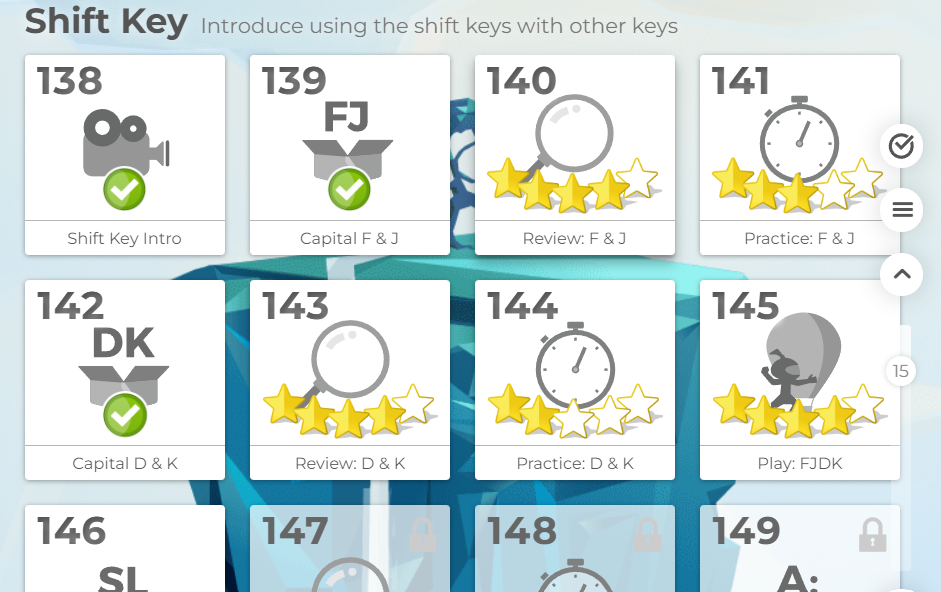 Shift Key Introduce using the shift keys with other keys
138 139 140 141
FJ
Shift Key Intro Capital F & J Review: F & J Practice: F & J
142 143 144 145
DK
15
Capital D & K Review: D & K Practice: D & K Play: FJDK
146 147 148 149
SL A: